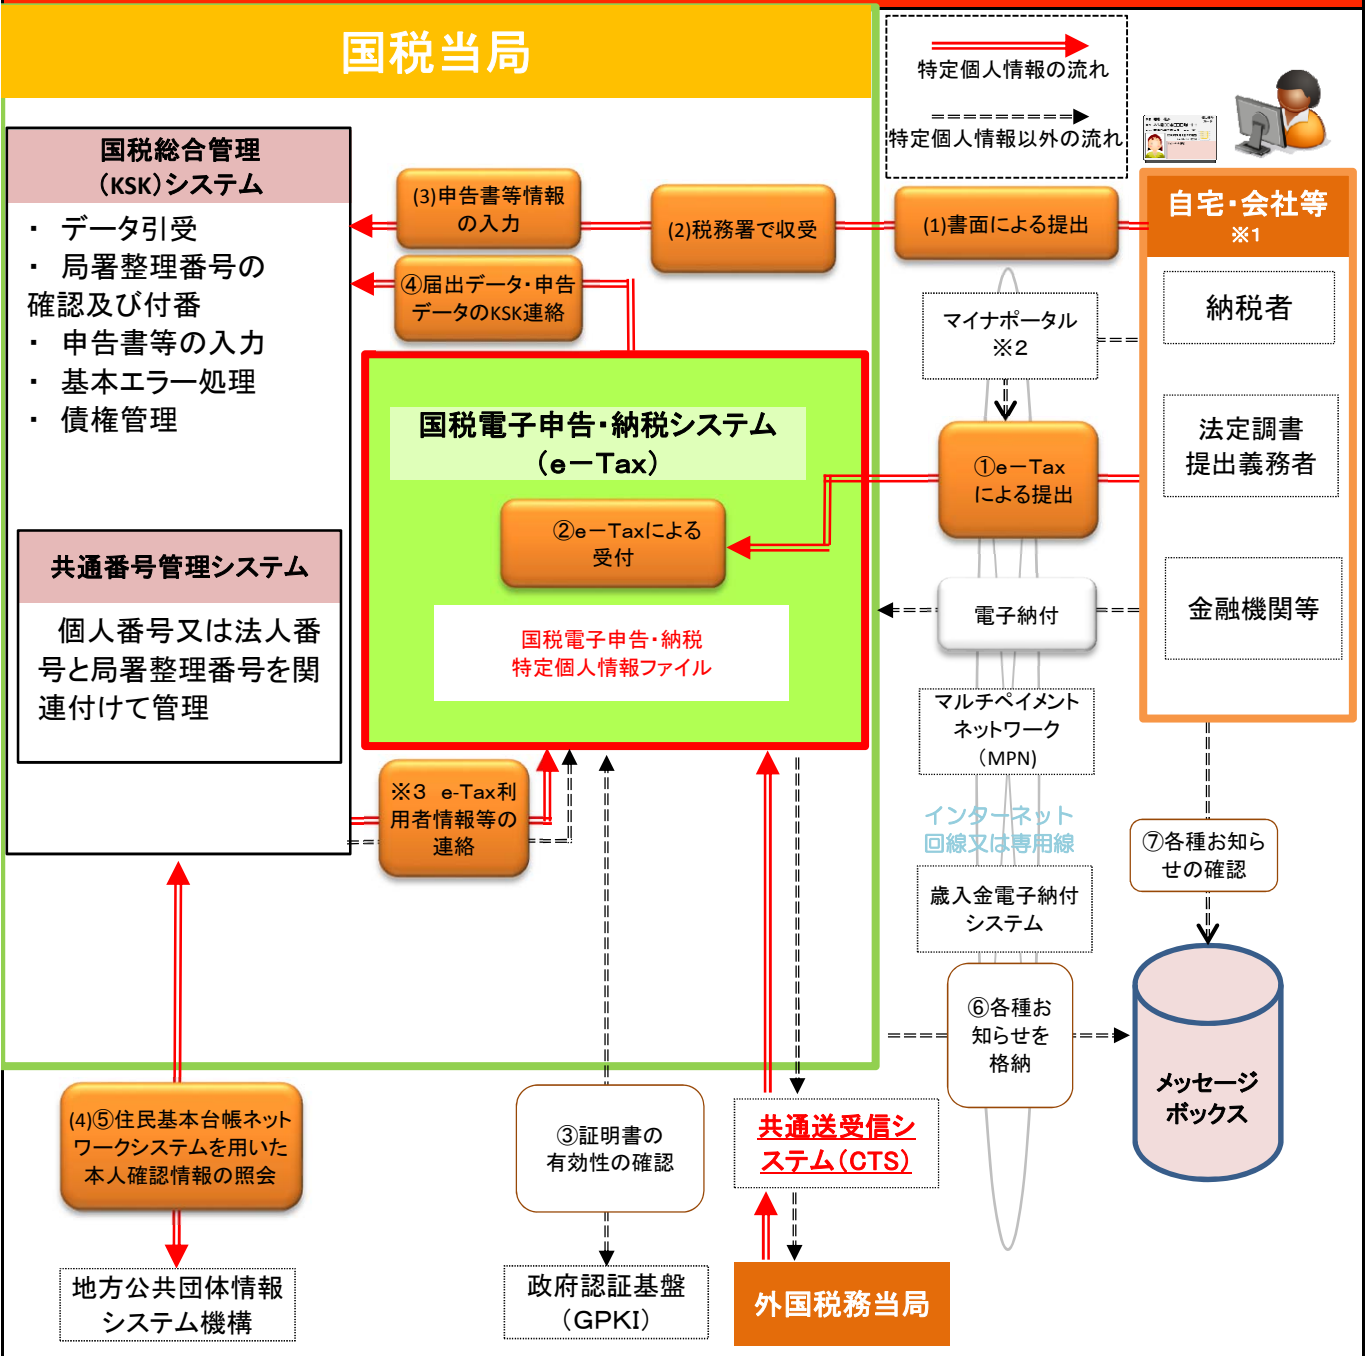 国税当局
特定個人情報の流れ
特定個人情報以外の流れ
国税総合管理
(KSK)システム
・ データ引受
・ 局署整理番号の
確認及び付番
・ 申告書等の入力
・ 基本エラー処理
・ 債権管理
共通番号管理システム
個人番号又は法人番
号と局署整理番号を関
連付けて管理
(3)申告書等情報
の入力
(2)税務署で収受
(1)書面による提出
自宅・会社等
※1
④届出データ・申告
データのKSK連絡
マイナポータル
※2
納税者
法定調書
提出義務者
金融機関等
国税電子申告・納税システム
(e-Tax)
①e-Tax
による提出
②e-Taxによる
受付
国税電子申告・納税
特定個人情報ファイル
電子納付
マルチペイメント
ネットワーク
(MPN)
インターネット
回線又は専用線
歳入金電子納付
システム
※3 e-Tax利
用者情報等の
連絡
⑦各種お知ら
せの確認
⑥各種お
知らせを
格納
メッセージ
ボックス
(4)⑤住民基本台帳ネット
ワークシステムを用いた
本人確認情報の照会
③証明書の
有効性の確認
共通送受信シ
ステム(CTS)
地方公共団体情報
システム機構
政府認証基盤
(GPKI)
外国税務当局